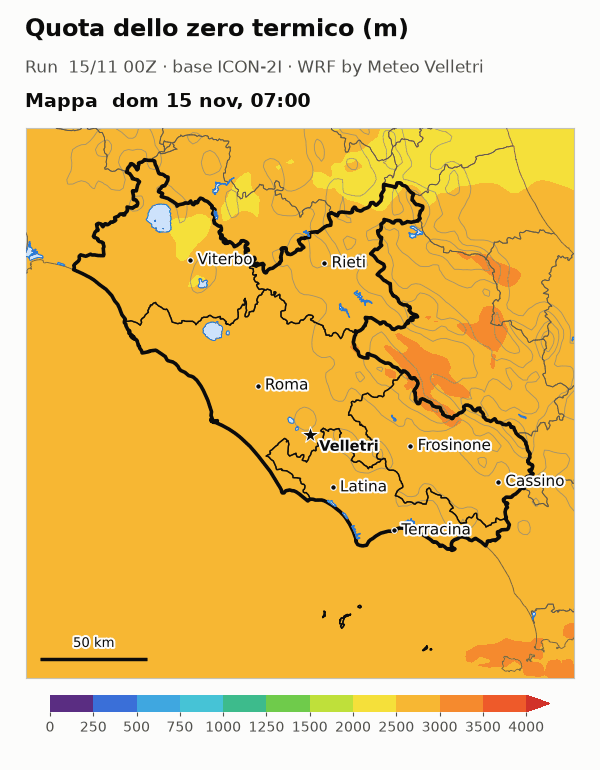 Quota dello zero termico (m)
Run 15/11 00Z · base ICON-2I · WRF by Meteo Velletri
Mappa dom 15 nov, 07:00
Viterbo
Rieti
Roma
Velletri
Frosinone
Cassino
Latina
Terracina
50 km
0 250 500 750 1000 1250 1500 2000 2500 3000 3500 4000